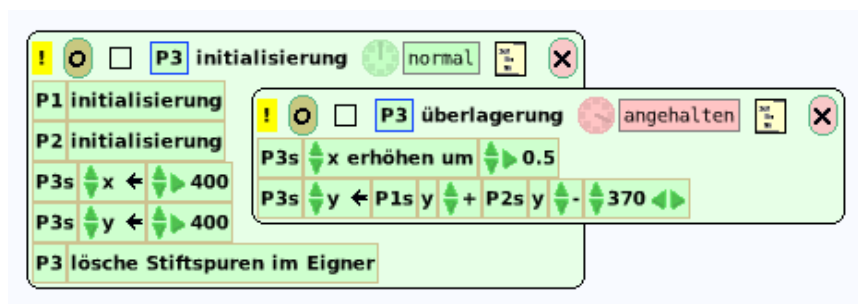 ! O P3 initialisierung normal
P1 initialisierung
P2 initialisierung
P3s x ← 400
P3s y ← 400
P3 lösche Stiftspuren im Eigner
! O P3 überlagerung angehalten
P3s x erhöhen um 0.5
P3s y ← P1s y + P2s y - 370